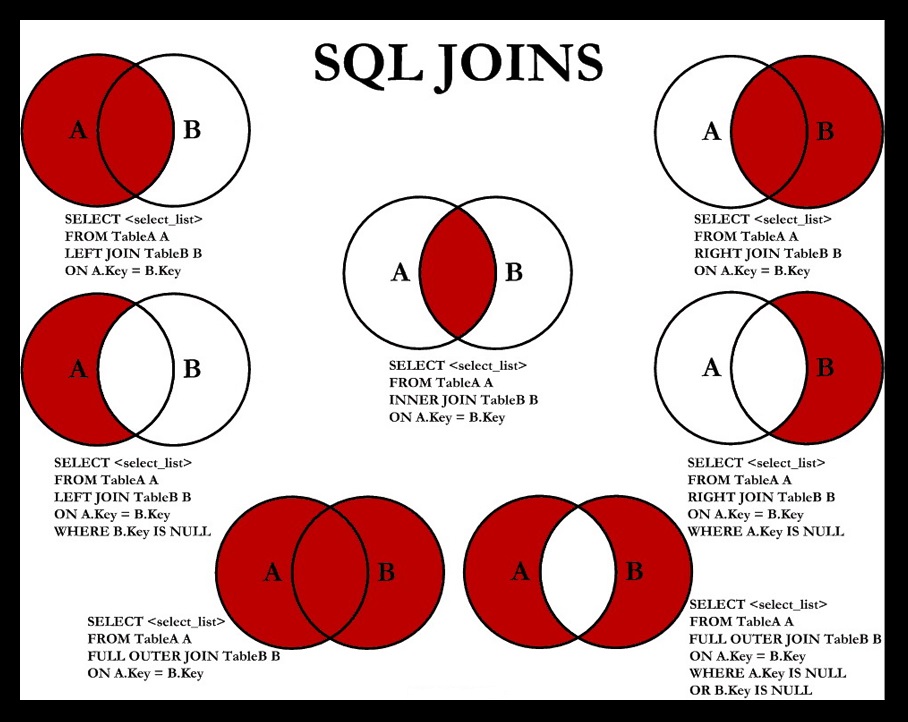 SQL JOINS
A B
SELECT <select_list>
FROM TableA A
LEFT JOIN TableB B
ON A.Key = B.Key
A B
SELECT <select_list>
FROM TableA A
RIGHT JOIN TableB B
ON A.Key = B.Key
A B
SELECT <select_list>
FROM TableA A
INNER JOIN TableB B
ON A.Key = B.Key
A B
SELECT <select_list>
FROM TableA A
LEFT JOIN TableB B
ON A.Key = B.Key
WHERE B.Key IS NULL
A B
SELECT <select_list>
FROM TableA A
RIGHT JOIN TableB B
ON A.Key = B.Key
WHERE A.Key IS NULL
A B
SELECT <select_list>
FROM TableA A
FULL OUTER JOIN TableB B
ON A.Key = B.Key
A B
SELECT <select_list>
FROM TableA A
FULL OUTER JOIN TableB B
ON A.Key = B.Key
WHERE A.Key IS NULL
OR B.Key IS NULL